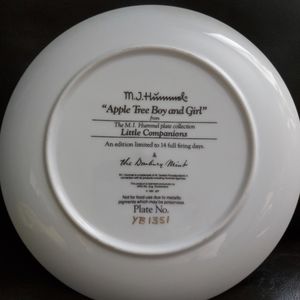 M.J. Hümmel
"Apple Tree Boy and Girl"
from
The M. I. Hummel plate collection
Little Companions
An edition limited to 14 full firing days.
&
The Danbury Mint
Not for food use due to metallic
pigments which may be poisonous.
Plate No.
YB1351